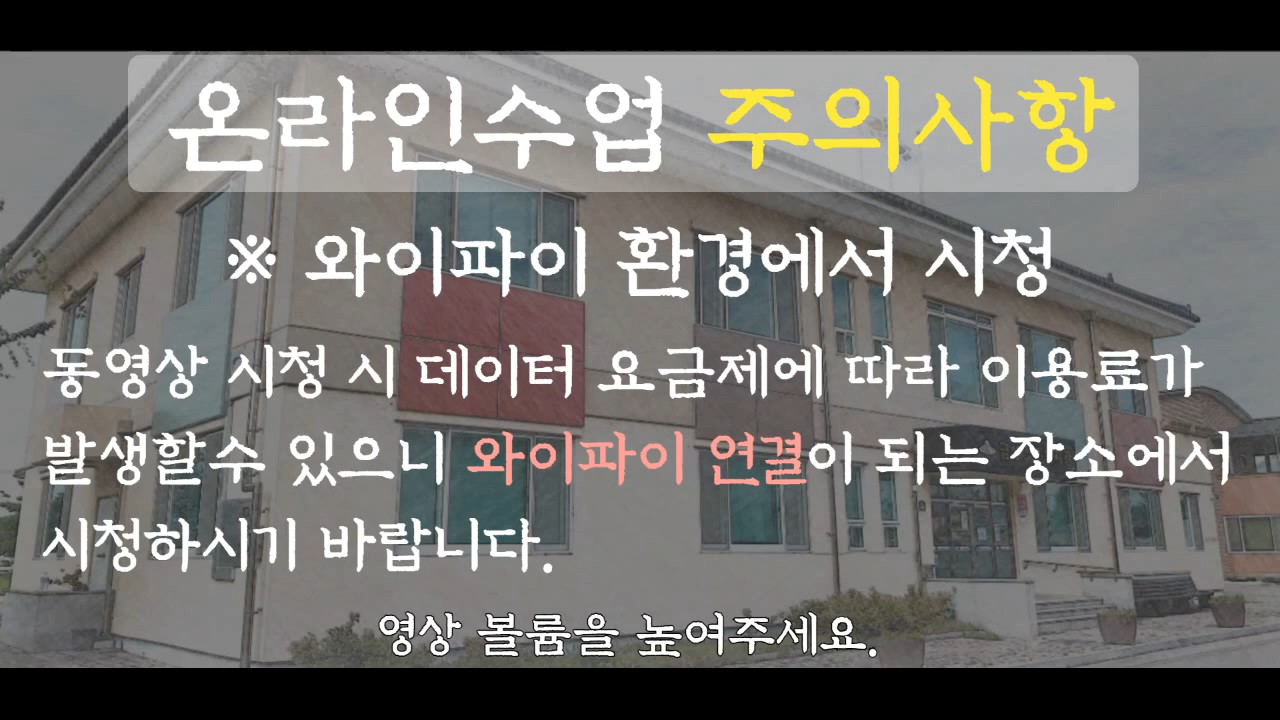 온라인수업 주의사항
※ 와이파이 환경에서 시청
동영상 시청 시 데이터 요금제에 따라 이용료가
발생할수 있으니 와이파이 연결이 되는 장소에서
시청하시기 바랍니다.
영상 볼륨을 높여주세요.